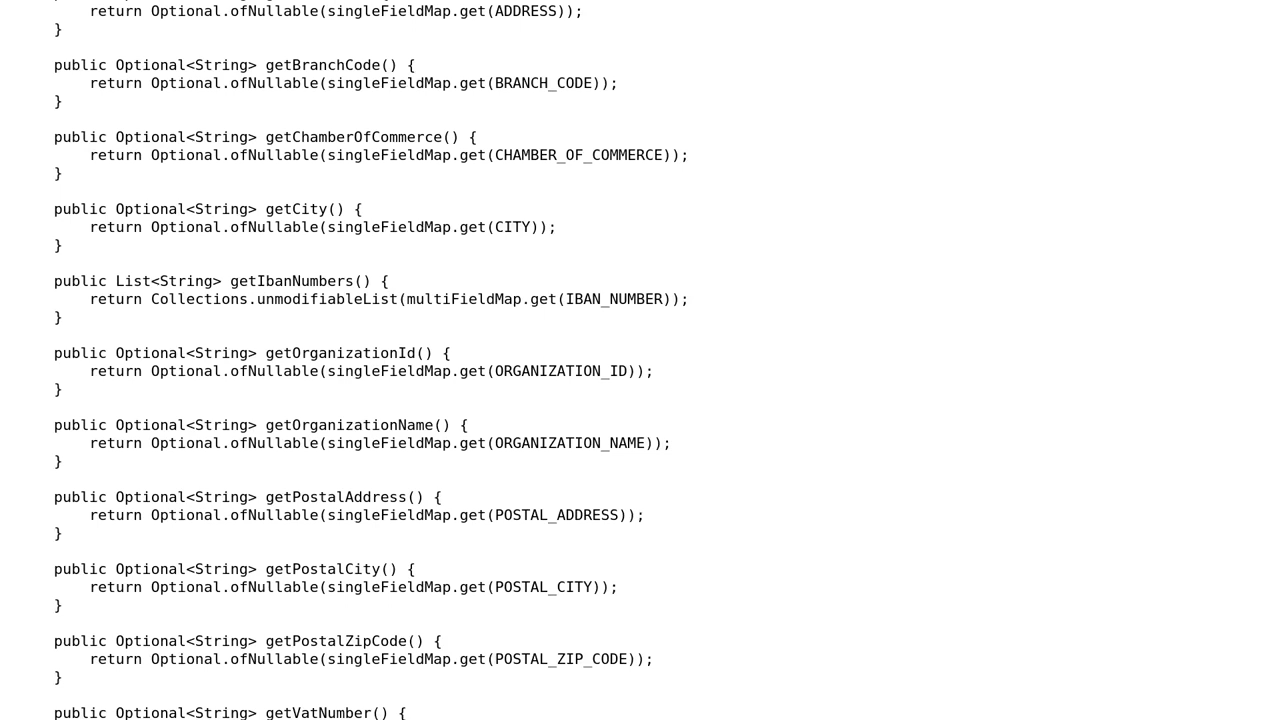 return Optional.ofNullable(singleFieldMap.get(ADDRESS));
}
public Optional<String> getBranchCode() {
return Optional.ofNullable(singleFieldMap.get(BRANCH_CODE));
}
public Optional<String> getChamberOfCommerce() {
return Optional.ofNullable(singleFieldMap.get(CHAMBER_OF_COMMERCE));
}
public Optional<String> getCity() {
return Optional.ofNullable(singleFieldMap.get(CITY));
}
public List<String> getIbanNumbers() {
return Collections.unmodifiableList(multiFieldMap.get(IBAN_NUMBER));
}
public Optional<String> getOrganizationId() {
return Optional.ofNullable(singleFieldMap.get(ORGANIZATION_ID));
}
public Optional<String> getOrganizationName() {
return Optional.ofNullable(singleFieldMap.get(ORGANIZATION_NAME));
}
public Optional<String> getPostalAddress() {
return Optional.ofNullable(singleFieldMap.get(POSTAL_ADDRESS));
}
public Optional<String> getPostalCity() {
return Optional.ofNullable(singleFieldMap.get(POSTAL_CITY));
}
public Optional<String> getPostalZipCode() {
return Optional.ofNullable(singleFieldMap.get(POSTAL_ZIP_CODE));
}
public Optional<String> getVatNumber() {